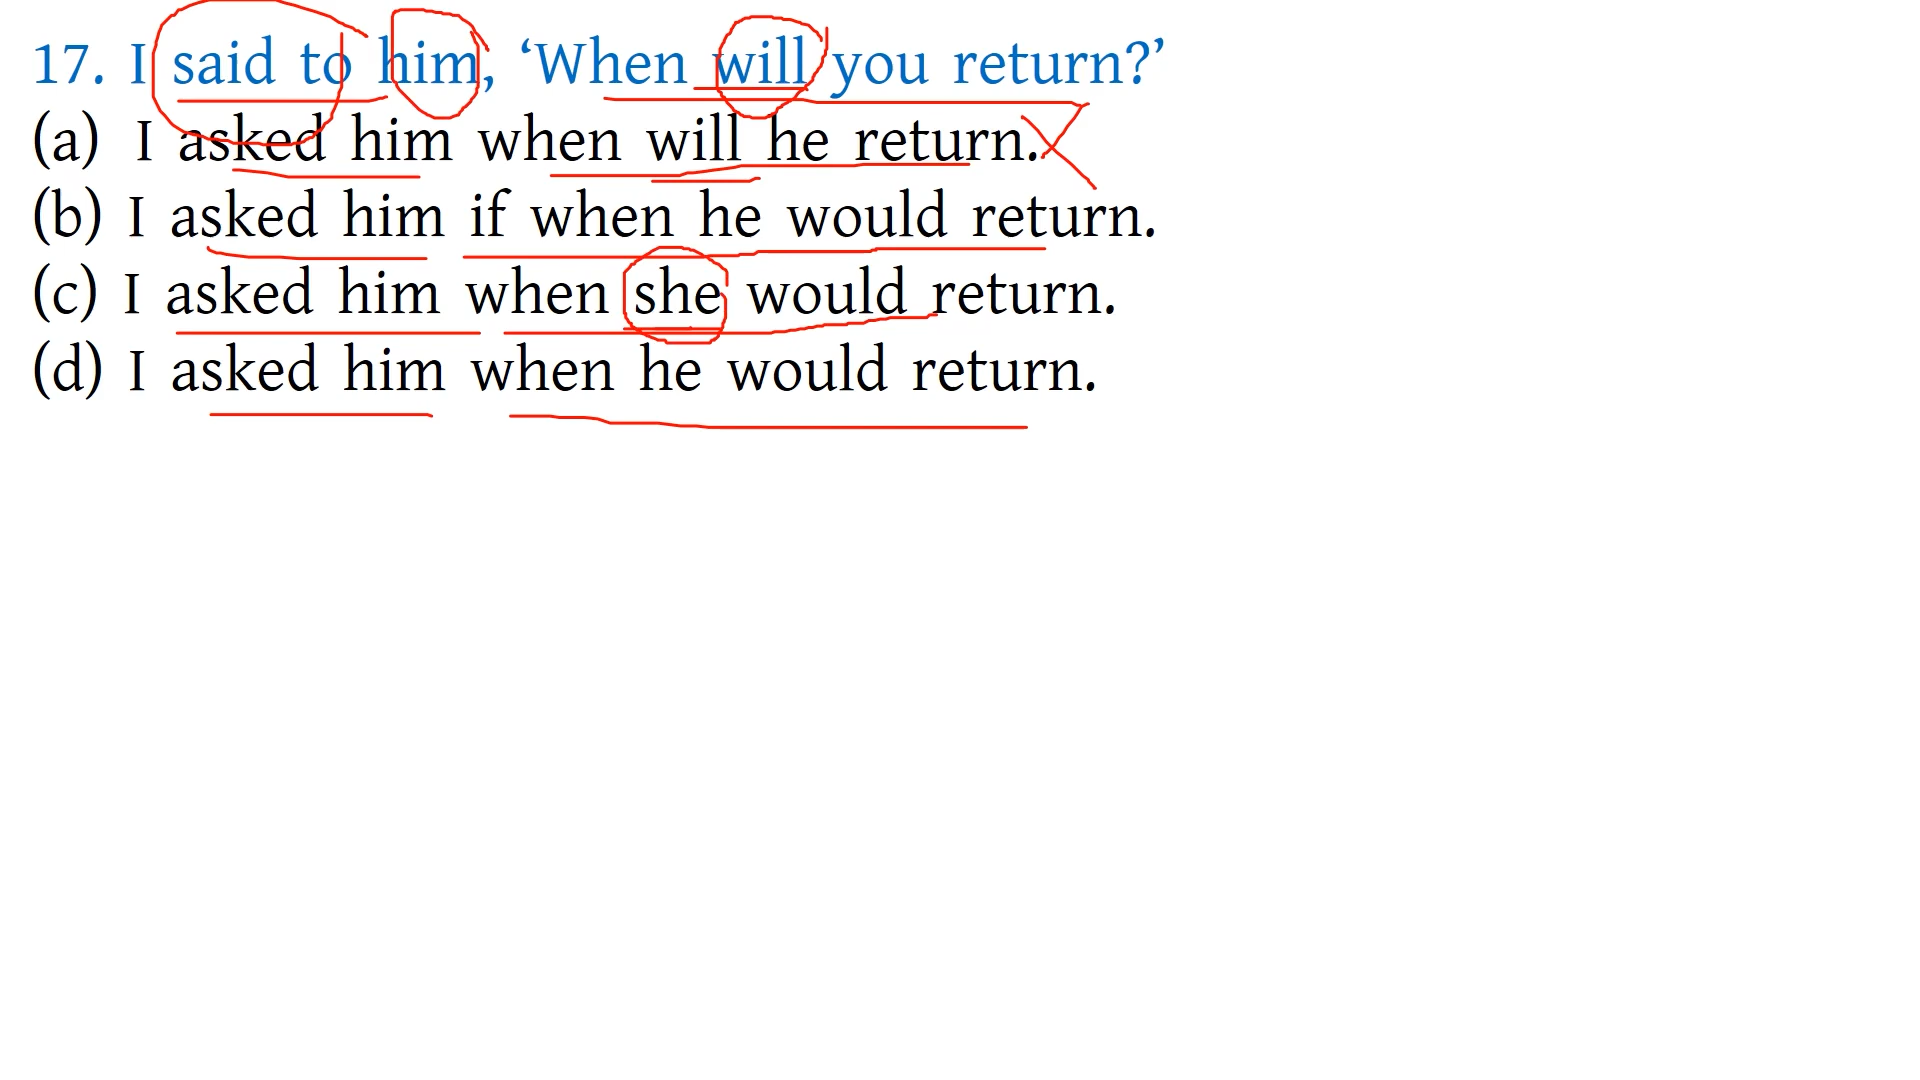 17. I said to him, ‘When will you return?’
(a) I asked him when will he return.
(b) I asked him if when he would return.
(c) I asked him when she would return.
(d) I asked him when he would return.